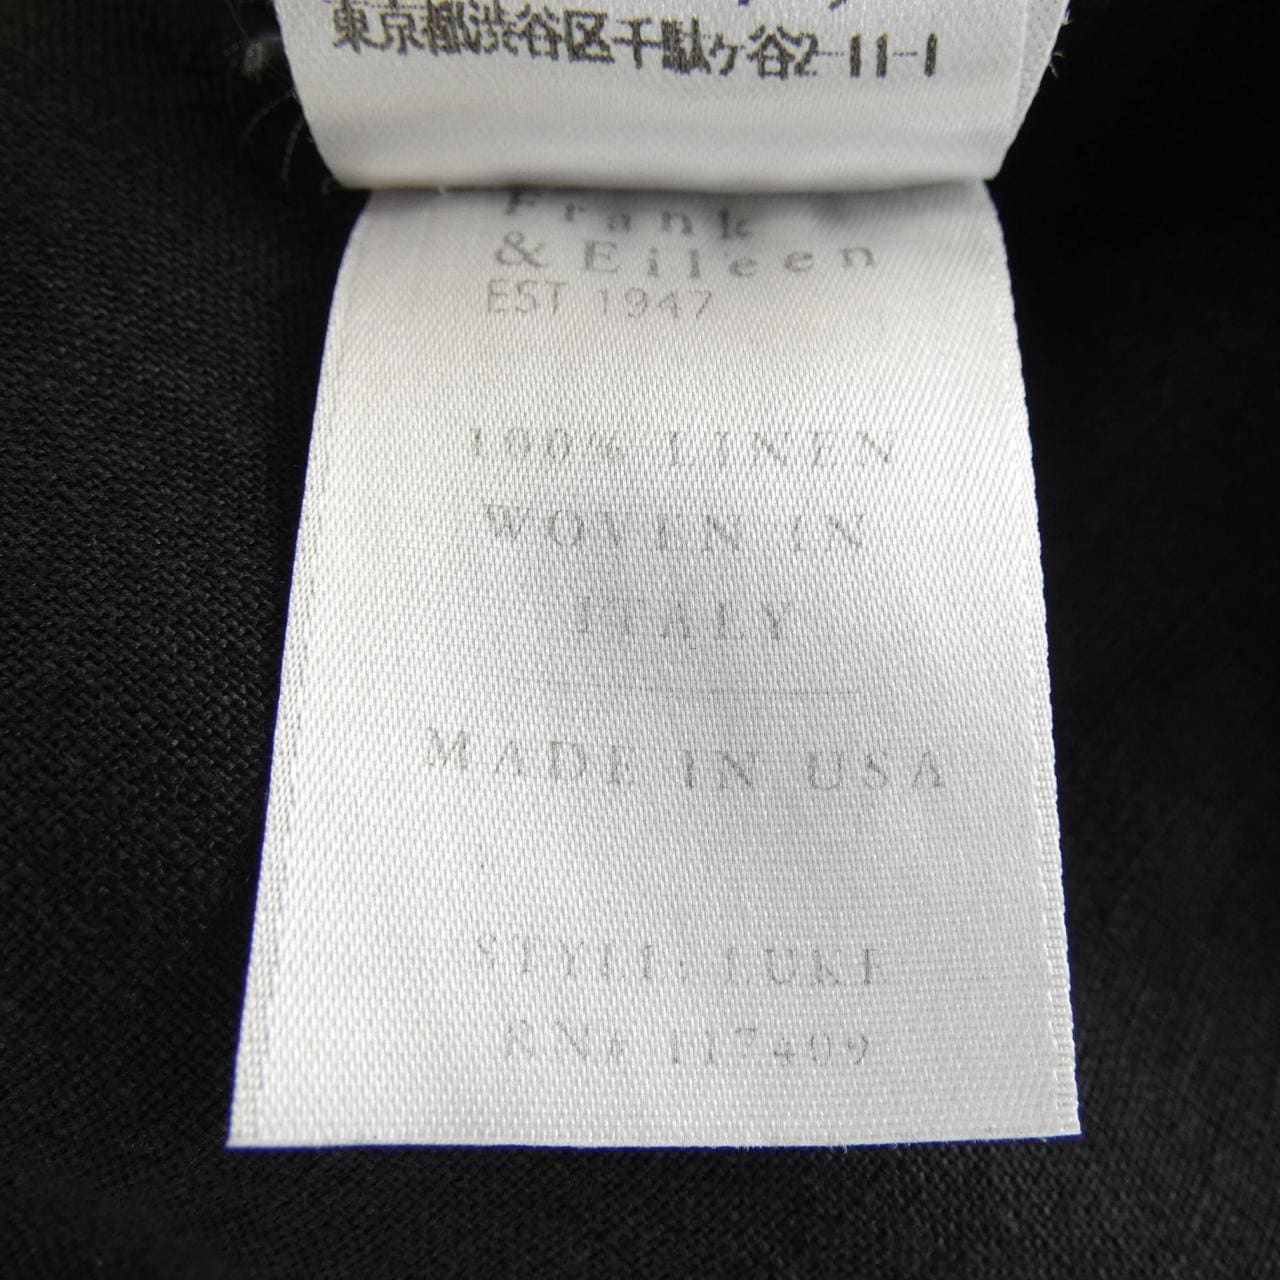 東京都渋谷区千駄ヶ谷2-11-1
Frank
& Eileen
EST 1947
100% LINEN
WOVEN IN
ITALY
MADE IN USA
STYLE: LUKE
RN# 117409